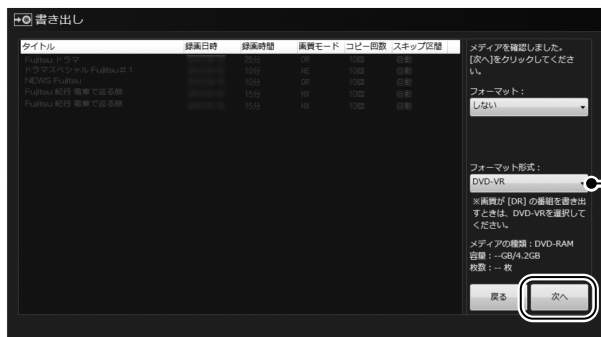 書き出し
タイトル 録画日時 録画時間 画質モード コピー回数 スキップ区間
Fujitsu ドラマ 25分 DR 10回 自動
ドラマスペシャル Fujitsu#1 10分 HE 10回 自動
NEWS Fujitsu 10分 DR 10回 自動
Fujitsu 紀行 電車で巡る旅 15分 HX 10回 自動
Fujitsu 紀行 電車で巡る旅 15分 HX 10回 自動
メディアを確認しました。
[次へ]をクリックしてくださ
い。
フォーマット：
しない
フォーマット形式：
DVD-VR
※画質が [DR] の番組を書き出
すときは、DVD-VRを選択して
ください。
メディアの種類：DVD-RAM
容量：--GB/4.2GB
枚数：-- 枚
戻る 次へ